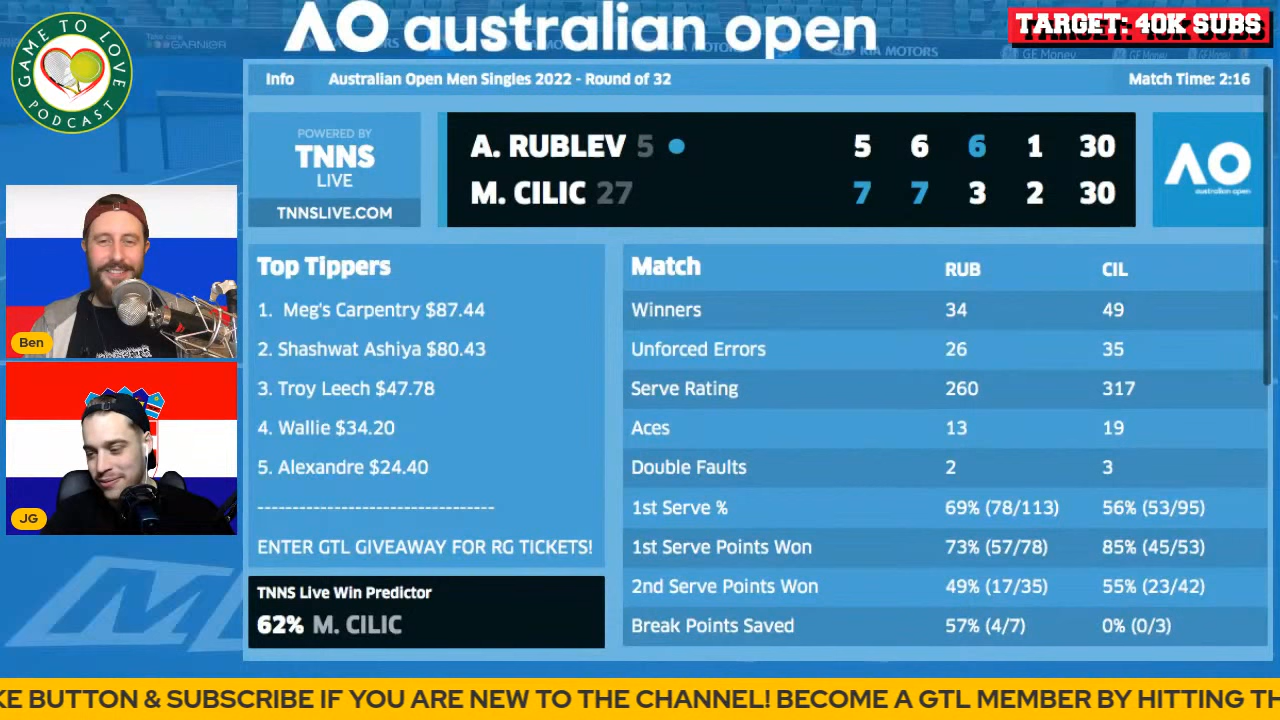 GAME TO LOVE
PODCAST
AO australian open
TARGET: 40K SUBS
GARNIER
KIA MOTORS
GE Money
Info
Australian Open Men Singles 2022 - Round of 32
Match Time: 2:16
POWERED BY
TNNS
LIVE
TNNSLIVE.COM
A. RUBLEV 5 5 6 6 1 30
M. CILIC 27 7 7 3 2 30
AO
australian open
Ben
JG
Top Tippers
1. Meg's Carpentry $87.44
2. Shashwat Ashiya $80.43
3. Troy Leech $47.78
4. Wallie $34.20
5. Alexandre $24.40
----------------------------------
ENTER GTL GIVEAWAY FOR RG TICKETS!
TNNS Live Win Predictor
62% M. CILIC
Match RUB CIL
Winners 34 49
Unforced Errors 26 35
Serve Rating 260 317
Aces 13 19
Double Faults 2 3
1st Serve % 69% (78/113) 56% (53/95)
1st Serve Points Won 73% (57/78) 85% (45/53)
2nd Serve Points Won 49% (17/35) 55% (23/42)
Break Points Saved 57% (4/7) 0% (0/3)
KE BUTTON & SUBSCRIBE IF YOU ARE NEW TO THE CHANNEL! BECOME A GTL MEMBER BY HITTING TH